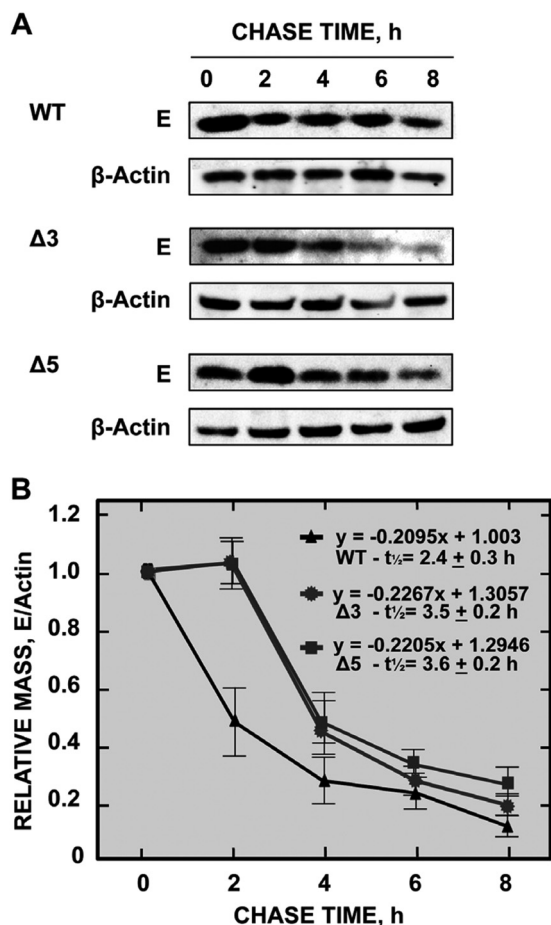 A
CHASE TIME, h
0 2 4 6 8
WT E
β-Actin
Δ3 E
β-Actin
Δ5 E
β-Actin
B
RELATIVE MASS, E/Actin
1.2
1.0
0.8
0.6
0.4
0.2
0
y = -0.2095x + 1.003
WT - t½= 2.4 ± 0.3 h
y = -0.2267x + 1.3057
Δ3 - t½= 3.5 ± 0.2 h
y = -0.2205x + 1.2946
Δ5 - t½= 3.6 ± 0.2 h
0 2 4 6 8
CHASE TIME, h